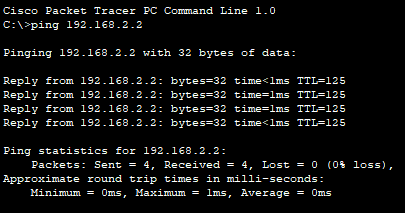 Cisco Packet Tracer PC Command Line 1.0
C:\>ping 192.168.2.2
Pinging 192.168.2.2 with 32 bytes of data:
Reply from 192.168.2.2: bytes=32 time<1ms TTL=125
Reply from 192.168.2.2: bytes=32 time=1ms TTL=125
Reply from 192.168.2.2: bytes=32 time<1ms TTL=125
Reply from 192.168.2.2: bytes=32 time<1ms TTL=125
Ping statistics for 192.168.2.2:
Packets: Sent = 4, Received = 4, Lost = 0 (0% loss),
Approximate round trip times in milli-seconds:
Minimum = 0ms, Maximum = 1ms, Average = 0ms